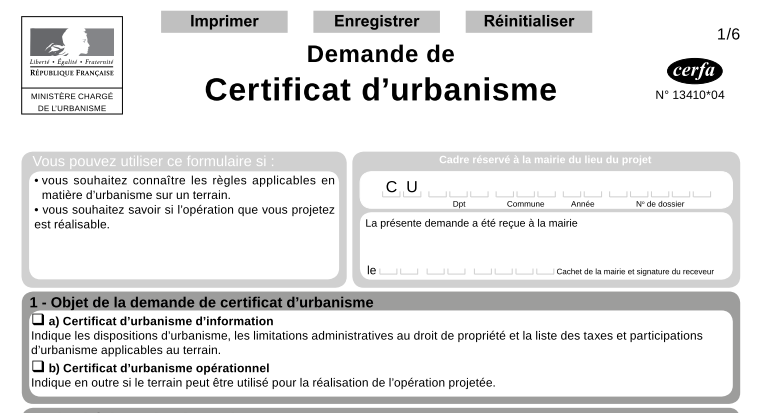 Imprimer
Enregistrer
Réinitialiser
1/6
Liberté • Égalité • Fraternité
RÉPUBLIQUE FRANÇAISE
MINISTÈRE CHARGÉ
DE L'URBANISME
Demande de
Certificat d’urbanisme
cerfa
N° 13410*04
Vous pouvez utiliser ce formulaire si :
• vous souhaitez connaître les règles applicables en
matière d’urbanisme sur un terrain.
• vous souhaitez savoir si l’opération que vous projetez
est réalisable.
Cadre réservé à la mairie du lieu du projet
C U
Dpt Commune Année Nº de dossier
La présente demande a été reçue à la mairie
le Cachet de la mairie et signature du receveur
1 - Objet de la demande de certificat d’urbanisme
❏ a) Certificat d’urbanisme d’information
Indique les dispositions d’urbanisme, les limitations administratives au droit de propriété et la liste des taxes et participations
d’urbanisme applicables au terrain.
❏ b) Certificat d’urbanisme opérationnel
Indique en outre si le terrain peut être utilisé pour la réalisation de l’opération projetée.